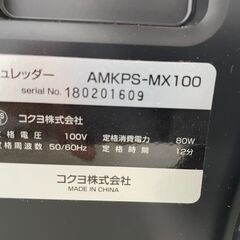 ュレッダー AMKPS-MX100
serial No. 180201609
コクヨ株式会社
定格電圧 100V 定格消費電力 80W
定格周波数 50/60Hz 定格時間 12分
コクヨ株式会社
MADE IN CHINA